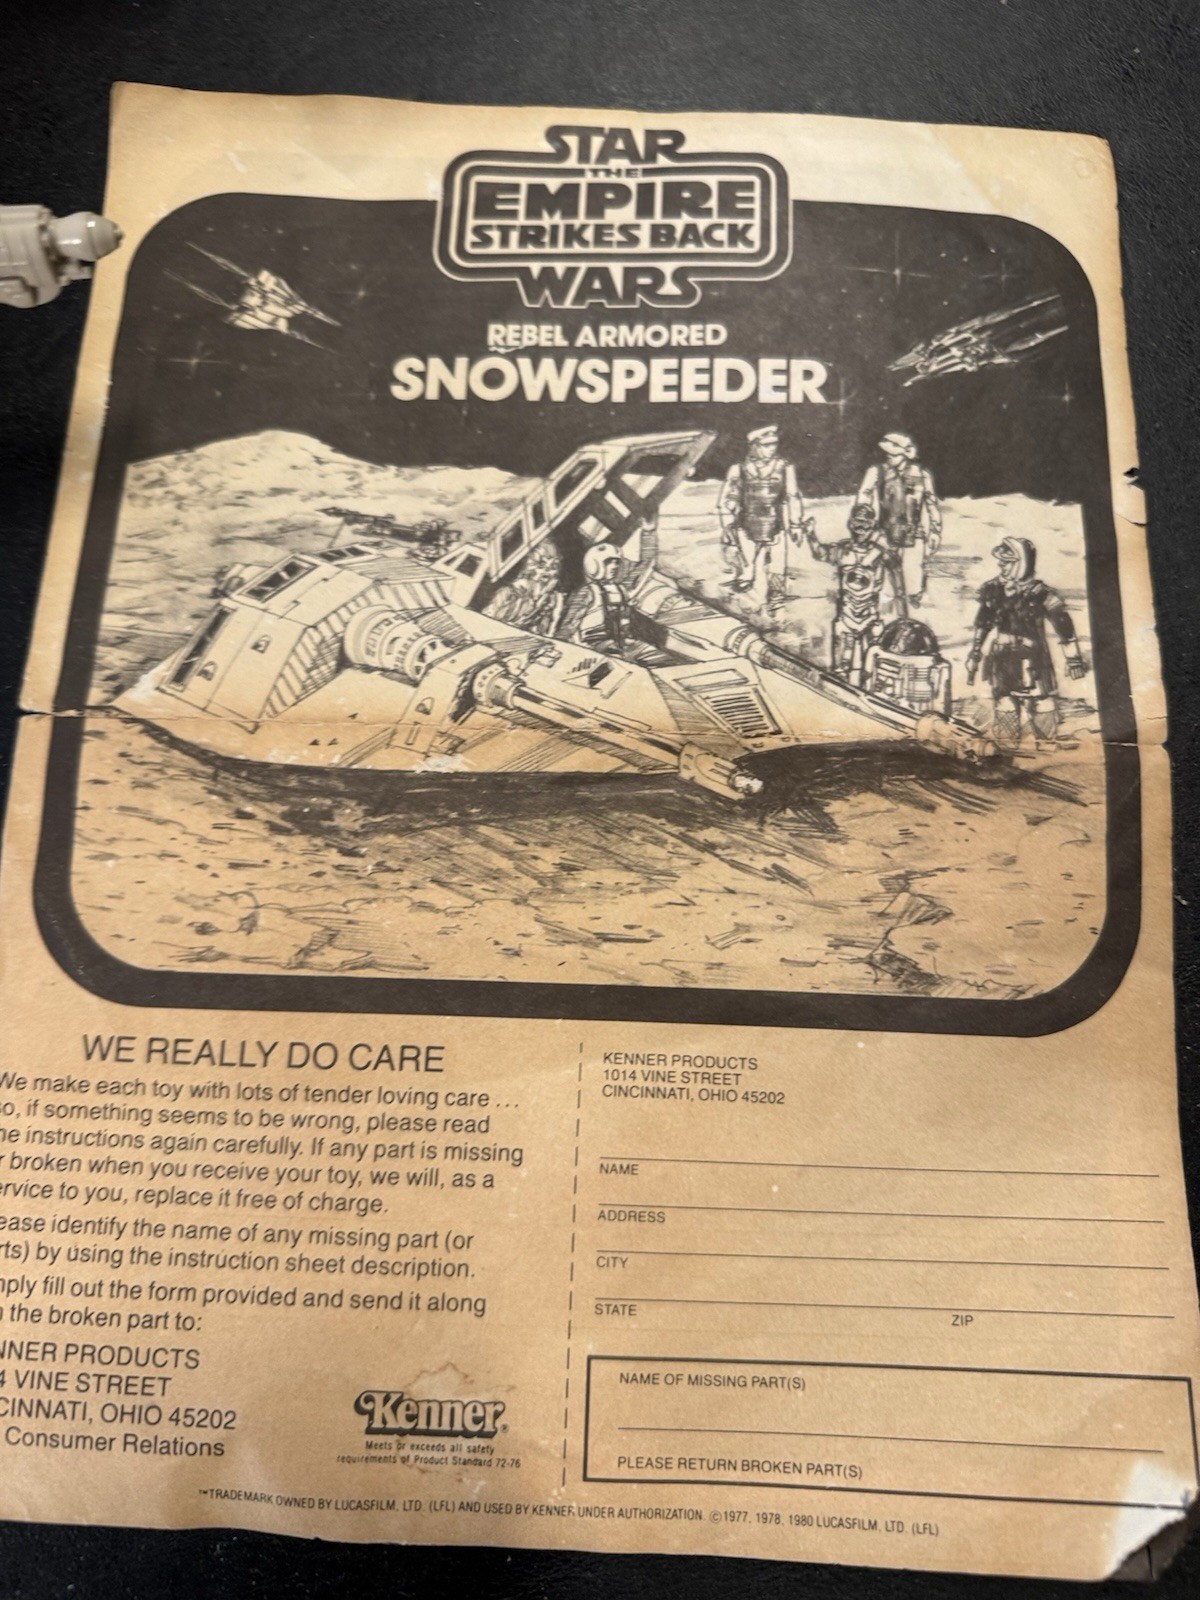 STAR
THE
EMPIRE
STRIKES BACK
WARS
REBEL ARMORED
SNOWSPEEDER
WE REALLY DO CARE
We make each toy with lots of tender loving care ...
so, if something seems to be wrong, please read
he instructions again carefully. If any part is missing
r broken when you receive your toy, we will, as a
ervice to you, replace it free of charge.
ease identify the name of any missing part (or
rts) by using the instruction sheet description.
mply fill out the form provided and send it along
the broken part to:
NNER PRODUCTS
4 VINE STREET
CINNATI, OHIO 45202
Consumer Relations
Kenner®
Meets or exceeds all safety
requirements of Product Standard 72-76
KENNER PRODUCTS
1014 VINE STREET
CINCINNATI, OHIO 45202
NAME
ADDRESS
CITY
STATE ZIP
NAME OF MISSING PART(S)
PLEASE RETURN BROKEN PART(S)
™TRADEMARK OWNED BY LUCASFILM, LTD. (LFL) AND USED BY KENNER UNDER AUTHORIZATION. ©1977, 1978, 1980 LUCASFILM, LTD. (LFL)